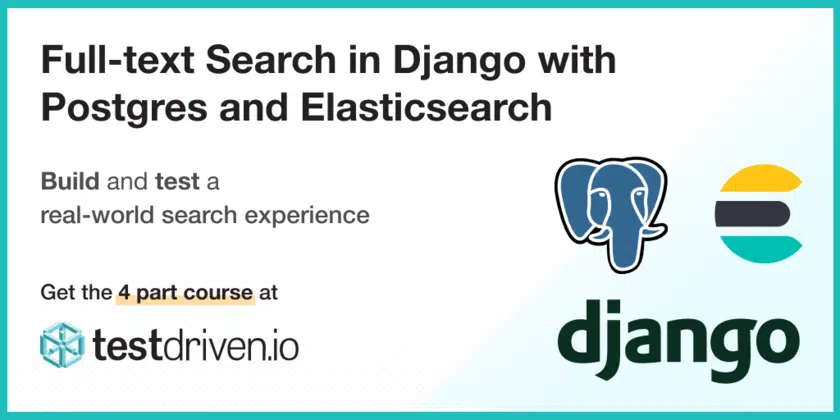 Full-text Search in Django with
Postgres and Elasticsearch
Build and test a
real-world search experience
Get the 4 part course at
testdriven.io
django